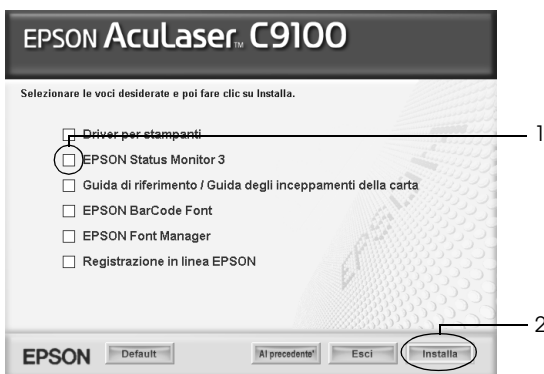 EPSON AcuLaser™ C9100
Selezionare le voci desiderate e poi fare clic su Installa.
Driver per stampanti
1
EPSON Status Monitor 3
Guida di riferimento / Guida degli inceppamenti della carta
EPSON BarCode Font
EPSON Font Manager
Registrazione in linea EPSON
EPSON
2
EPSON Default Al precedente* Esci Installa